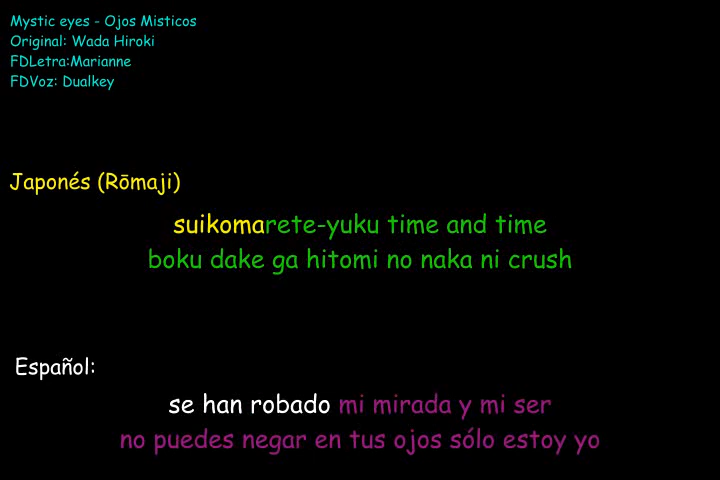 Mystic eyes - Ojos Misticos
Original: Wada Hiroki
FDLetra:Marianne
FDVoz: Dualkey
Japonés (Rōmaji)
suikomarete-yuku time and time
boku dake ga hitomi no naka ni crush
Español:
se han robado mi mirada y mi ser
no puedes negar en tus ojos sólo estoy yo